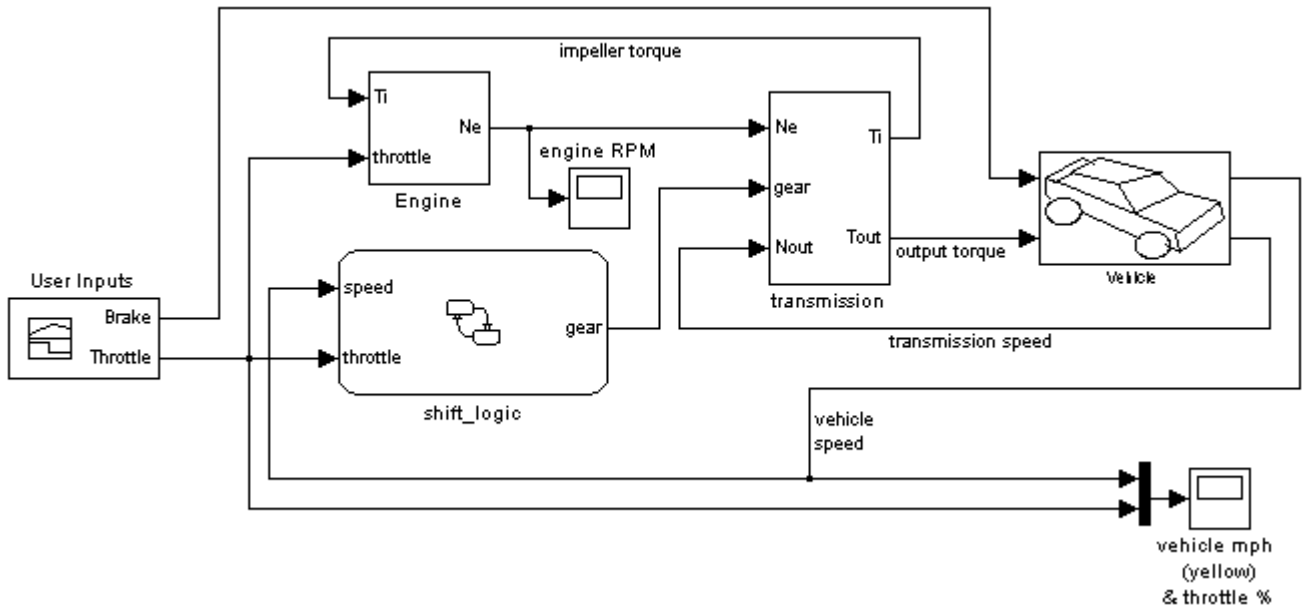 impeller torque
Ti
Ne
throttle
Engine
engine RPM
Ne
Ti
gear
Nout
Tout
transmission
output torque
Vehicle
transmission speed
User Inputs
Brake
Throttle
speed
gear
throttle
shift_logic
vehicle
speed
vehicle mph
(yellow)
& throttle %